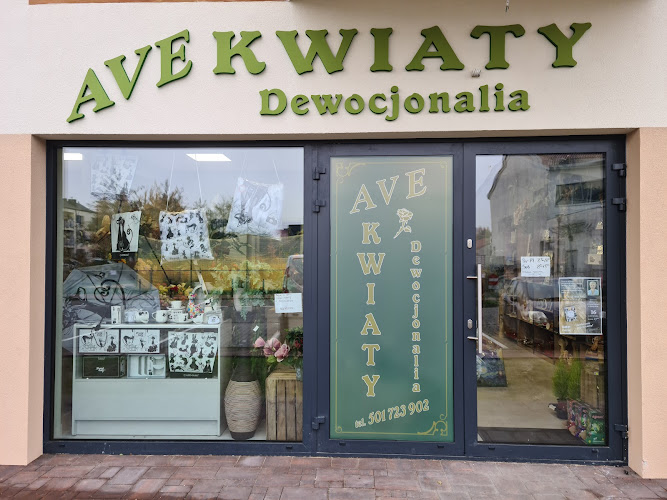 AVE KWIATY
Dewocjonalia
AVE
KWIATY
Dewocjonalia
tel. 501 723 902